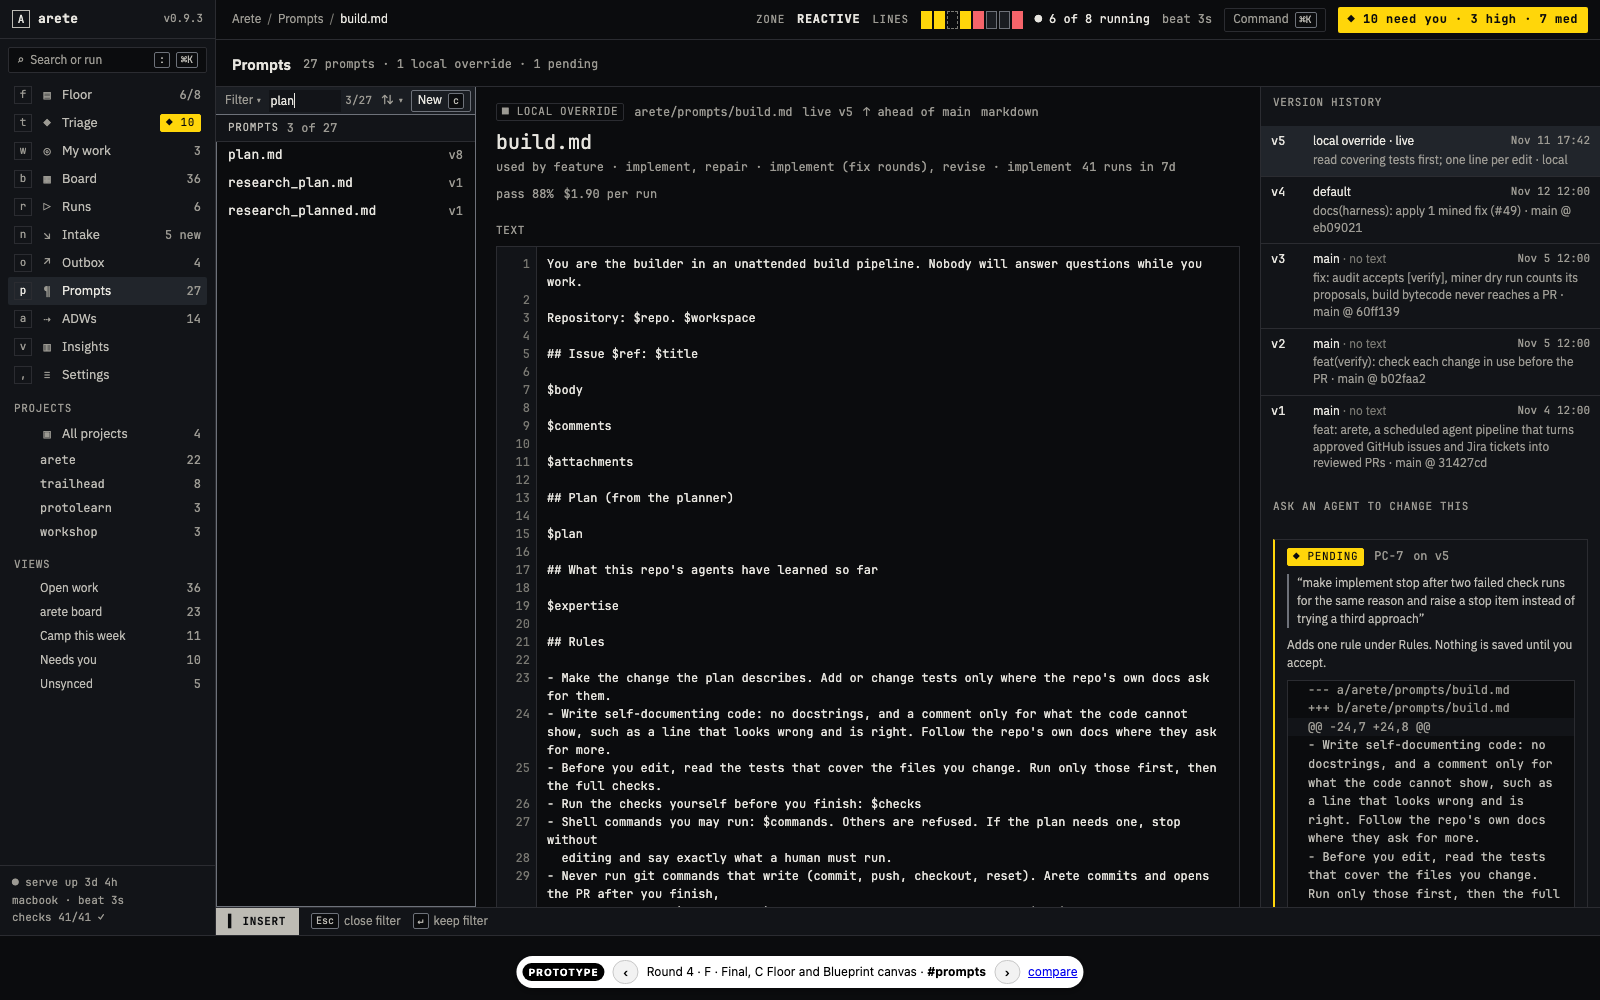 A arete v0.9.3
Arete / Prompts / build.md
ZONE REACTIVE LINES 6 of 8 running beat 3s Command ⌘K ◆ 10 need you · 3 high · 7 med
Search or run : ⌘K
f Floor 6/8
t Triage ◆ 10
w My work 3
b Board 36
r Runs 6
n Intake 5 new
o Outbox 4
p ¶ Prompts 27
a ADWs 14
v Insights
, Settings
PROJECTS
All projects 4
arete 22
trailhead 8
protolearn 3
workshop 3
VIEWS
Open work 36
arete board 23
Camp this week 11
Needs you 10
Unsynced 5
serve up 3d 4h
macbook · beat 3s
checks 41/41 ✓
Prompts 27 prompts · 1 local override · 1 pending
Filter plan 3/27 New c
PROMPTS 3 of 27
plan.md v8
research_plan.md v1
research_planned.md v1
LOCAL OVERRIDE arete/prompts/build.md live v5 ↑ ahead of main markdown
build.md
used by feature · implement, repair · implement (fix rounds), revise · implement 41 runs in 7d
pass 88% $1.90 per run
TEXT
1 You are the builder in an unattended build pipeline. Nobody will answer questions while you
work.
2
3 Repository: $repo. $workspace
4
5 ## Issue $ref: $title
6
7 $body
8
9 $comments
10
11 $attachments
12
13 ## Plan (from the planner)
14
15 $plan
16
17 ## What this repo's agents have learned so far
18
19 $expertise
20
21 ## Rules
22
23 - Make the change the plan describes. Add or change tests only where the repo's own docs ask
for them.
24 - Write self-documenting code: no docstrings, and a comment only for what the code cannot
show, such as a line that looks wrong and is right. Follow the repo's own docs where they ask
for more.
25 - Before you edit, read the tests that cover the files you change. Run only those first, then
the full checks.
26 - Run the checks yourself before you finish: $checks
27 - Shell commands you may run: $commands. Others are refused. If the plan needs one, stop
without
28 editing and say exactly what a human must run.
29 - Never run git commands that write (commit, push, checkout, reset). Arete commits and opens
the PR after you finish,
VERSION HISTORY
v5 local override · live Nov 11 17:42
read covering tests first; one line per edit · local
v4 default Nov 12 12:00
docs(harness): apply 1 mined fix (#49) · main @
eb09021
v3 main · no text Nov 5 12:00
fix: audit accepts [verify], miner dry run counts its
proposals, build bytecode never reaches a PR ·
main @ 60ff139
v2 main · no text Nov 5 12:00
feat(verify): check each change in use before the
PR · main @ b02faa2
v1 main · no text Nov 4 12:00
feat: arete, a scheduled agent pipeline that turns
approved GitHub issues and Jira tickets into
reviewed PRs · main @ 31427cd
ASK AN AGENT TO CHANGE THIS
◆ PENDING PC-7 on v5
“make implement stop after two failed check runs
for the same reason and raise a stop item instead of
trying a third approach”
Adds one rule under Rules. Nothing is saved until you
accept.
--- a/arete/prompts/build.md
+++ b/arete/prompts/build.md
@@ -24,7 +24,8 @@
- Write self-documenting code: no
docstrings, and a comment only for
what the code cannot show, such as
a line that looks wrong and is
right. Follow the repo's own docs
where they ask for more.
- Before you edit, read the tests
that cover the files you change.
Run only those first, then the full
INSERT Esc close filter ↵ keep filter
PROTOTYPE ‹ Round 4 · F · Final, C Floor and Blueprint canvas · #prompts › compare